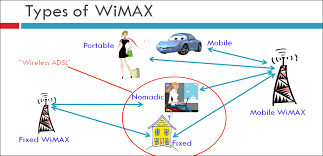 Types of WiMAX
Portable
Mobile
"Wireless ADSL"
Nomadic
Mobile WiMAX
Fixed WiMAX
Fixed